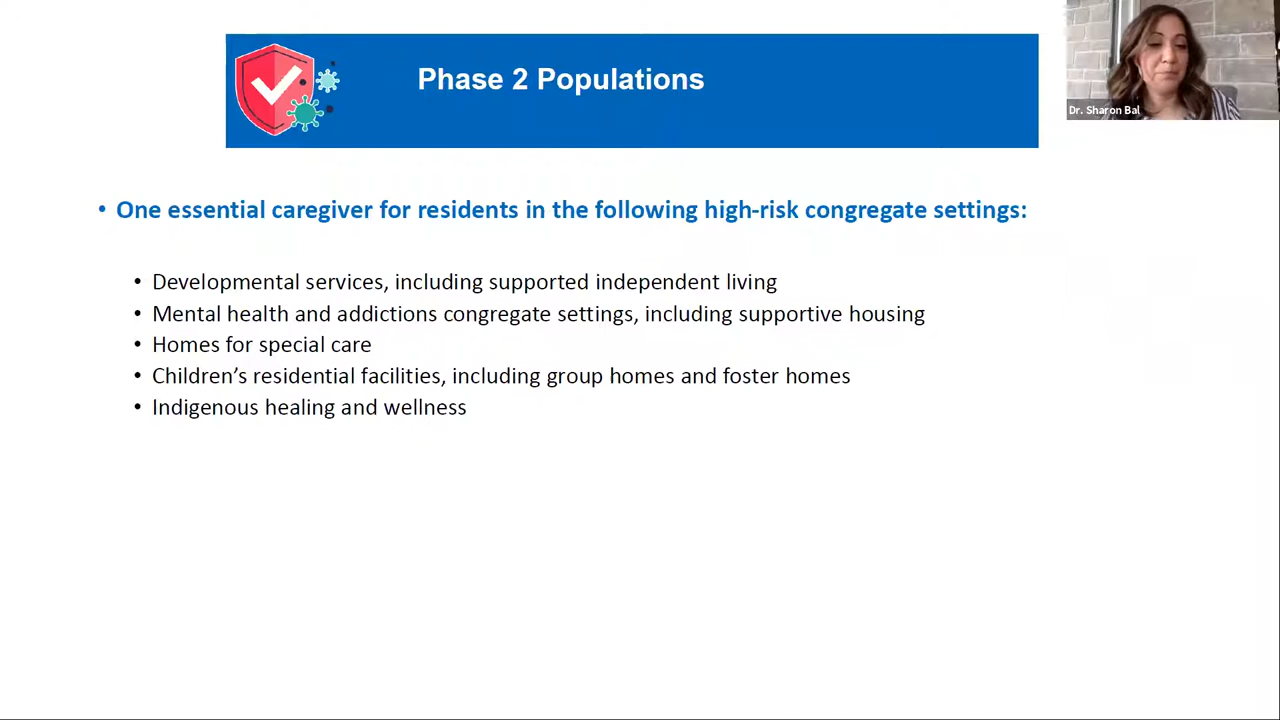 Phase 2 Populations
Dr. Sharon Bal
• One essential caregiver for residents in the following high-risk congregate settings:
• Developmental services, including supported independent living
• Mental health and addictions congregate settings, including supportive housing
• Homes for special care
• Children’s residential facilities, including group homes and foster homes
• Indigenous healing and wellness